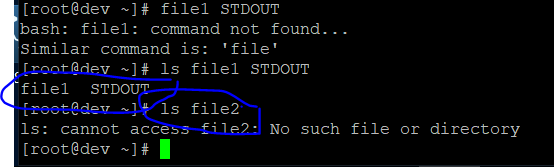 [root@dev ~]# file1 STDOUT
bash: file1: command not found...
Similar command is: 'file'
[root@dev ~]# ls file1 STDOUT
file1  STDOUT
[root@dev ~]# ls file2
ls: cannot access file2: No such file or directory
[root@dev ~]#